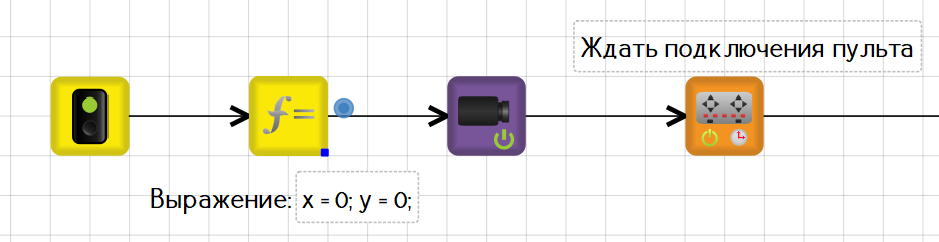 Ждать подключения пульта
Выражение: x = 0; y = 0;